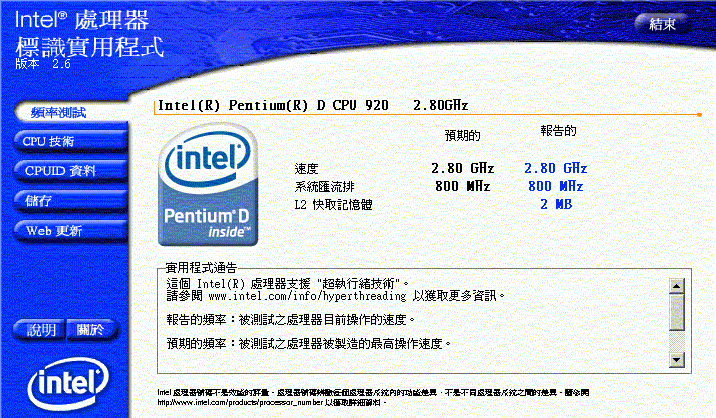 Intel® 處理器
標識實用程式
版本 2.6
結束
頻率測試
CPU 技術
CPUID 資料
儲存
Web 更新
說明
關於
intel
Intel(R) Pentium(R) D CPU 920 2.80GHz
intel
Pentium® D
inside™
預期的 報告的
速度 2.80 GHz 2.80 GHz
系統匯流排 800 MHz 800 MHz
L2 快取記憶體 2 MB
實用程式通告
這個 Intel(R) 處理器支援 "超執行緒技術"。
請參閱 www.intel.com/info/hyperthreading 以獲取更多資訊。
報告的頻率：被測試之處理器目前操作的速度。
預期的頻率：被測試之處理器被製造的最高操作速度。
Intel 處理器號碼不是效能的評量。處理器號碼辨識每個處理器系列內的功能差異，不是不同處理器系列之間的差異。請參閱
http://www.intel.com/products/processor_number 以獲取詳細資料。